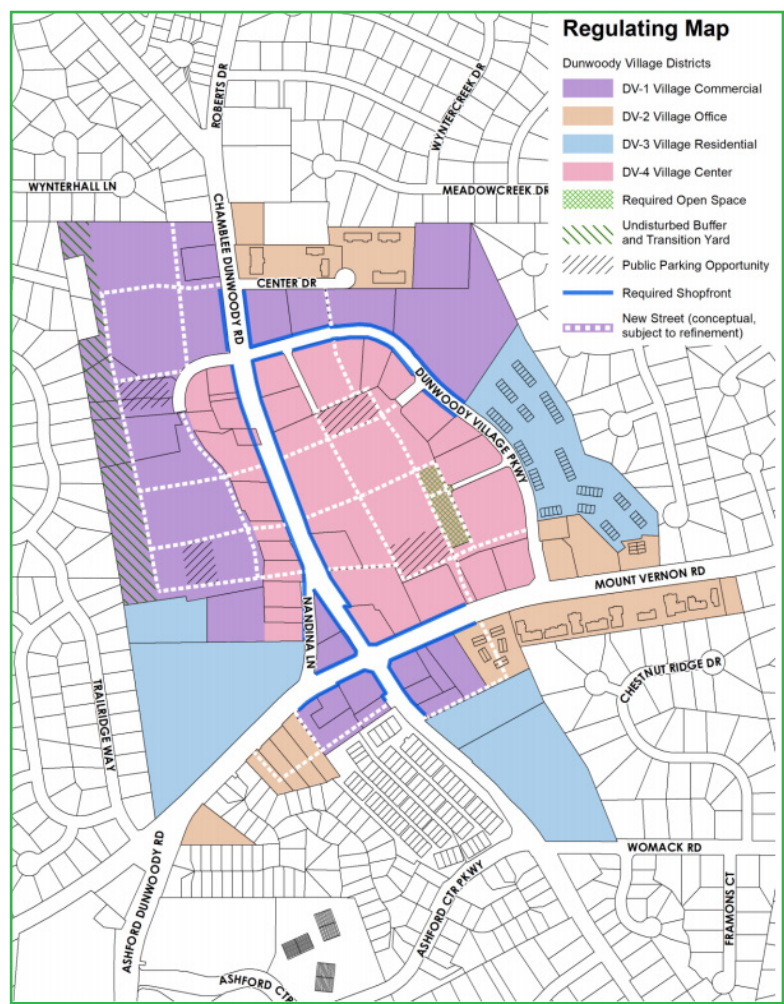 Regulating Map
Dunwoody Village Districts
DV-1 Village Commercial
DV-2 Village Office
DV-3 Village Residential
DV-4 Village Center
Required Open Space
Undisturbed Buffer
and Transition Yard
Public Parking Opportunity
Required Shopfront
New Street (conceptual,
subject to refinement)
ROBERTS DR
WYNTERCREEK DR
WYNTERHALL LN
MEADOWCREEK DR
CHAMBLEE DUNWOODY RD
CENTER DR
DUNWOODY VILLAGE PKWY
MOUNT VERNON RD
NANDINA LN
CHESTNUT RIDGE DR
TRAILRIDGE WAY
WOMACK RD
ASHFORD DUNWOODY RD
ASHFORD CTR PKWY
FRAMONS CT
ASHFORD CTR